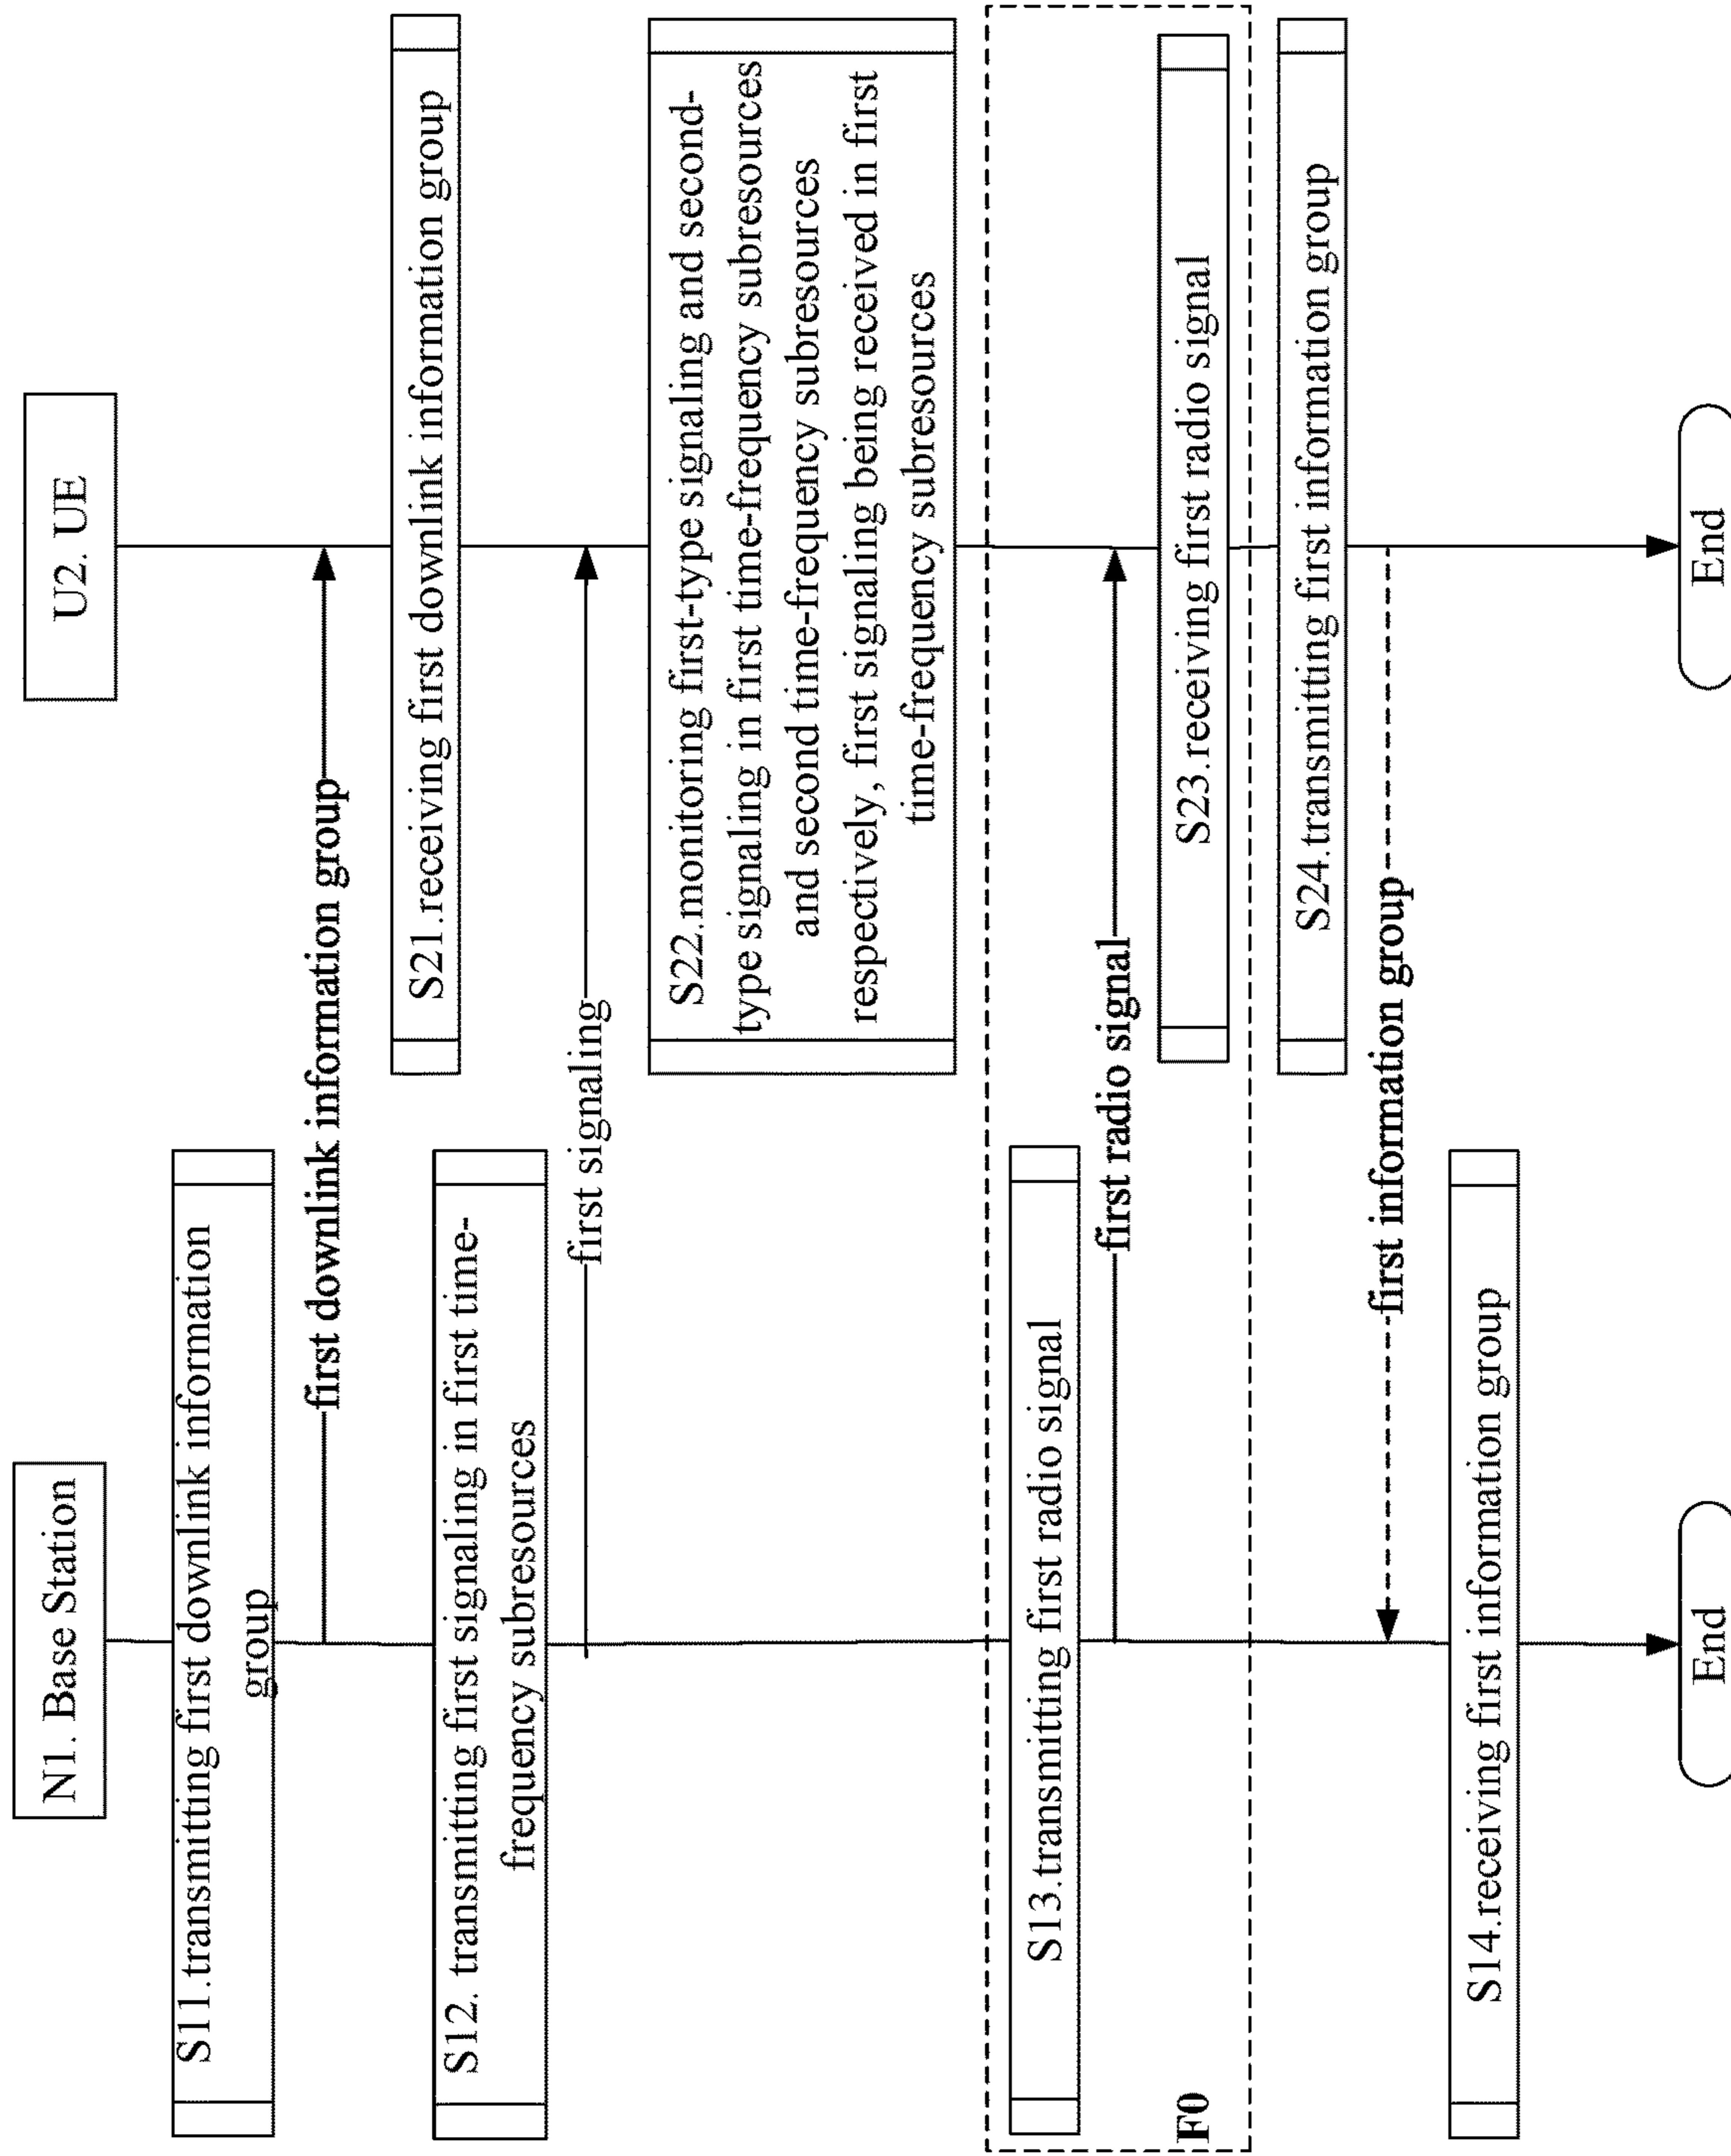 N1. Base Station
U2. UE
S11.transmitting first downlink information
group
first downlink information group
S21.receiving first downlink information group
S12. transmitting first signaling in first time-
frequency subresources
first signaling
S22.monitoring first-type signaling and second-
type signaling in first time-frequency subresources
and second time-frequency subresources
respectively, first signaling being received in first
time-frequency subresources
S13.transmitting first radio signal
first radio signal
S23.receiving first radio signal
F0
S24.transmitting first information group
first information group
S14.receiving first information group
End
End